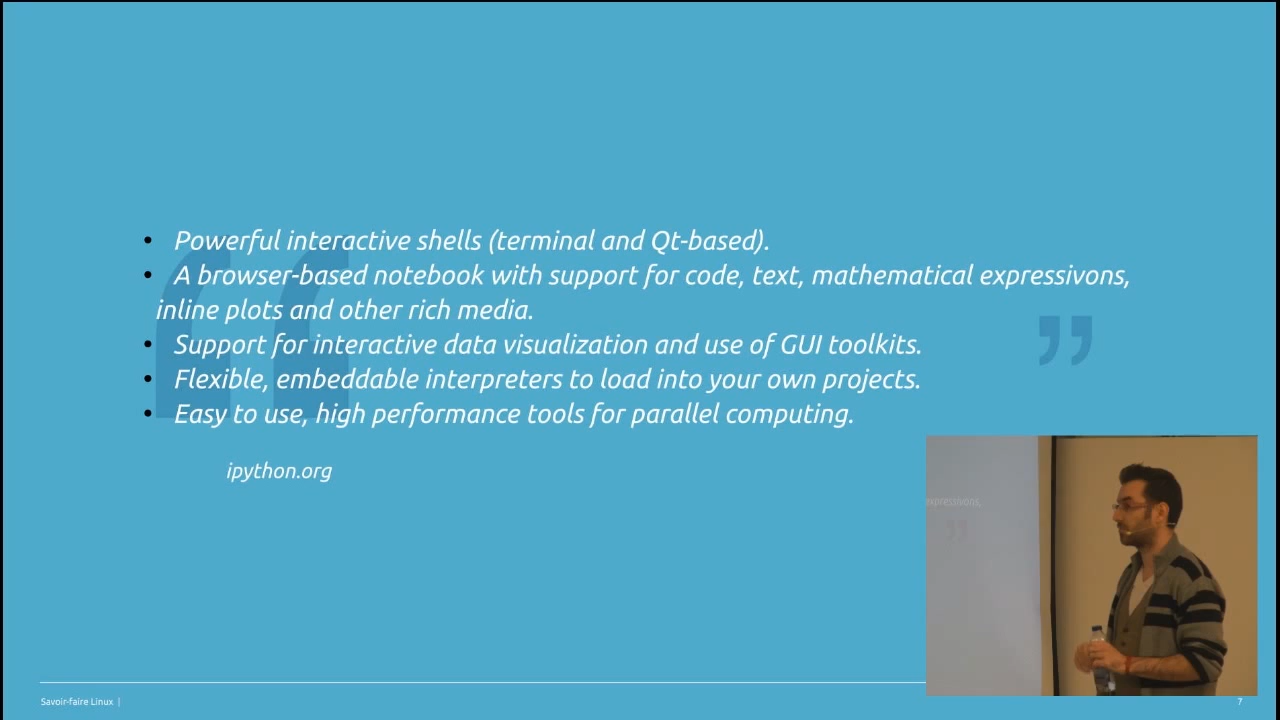 • Powerful interactive shells (terminal and Qt-based).
• A browser-based notebook with support for code, text, mathematical expressivons,
inline plots and other rich media.
• Support for interactive data visualization and use of GUI toolkits.
• Flexible, embeddable interpreters to load into your own projects.
• Easy to use, high performance tools for parallel computing.
ipython.org
expressivons,
Savoir-faire Linux |
7